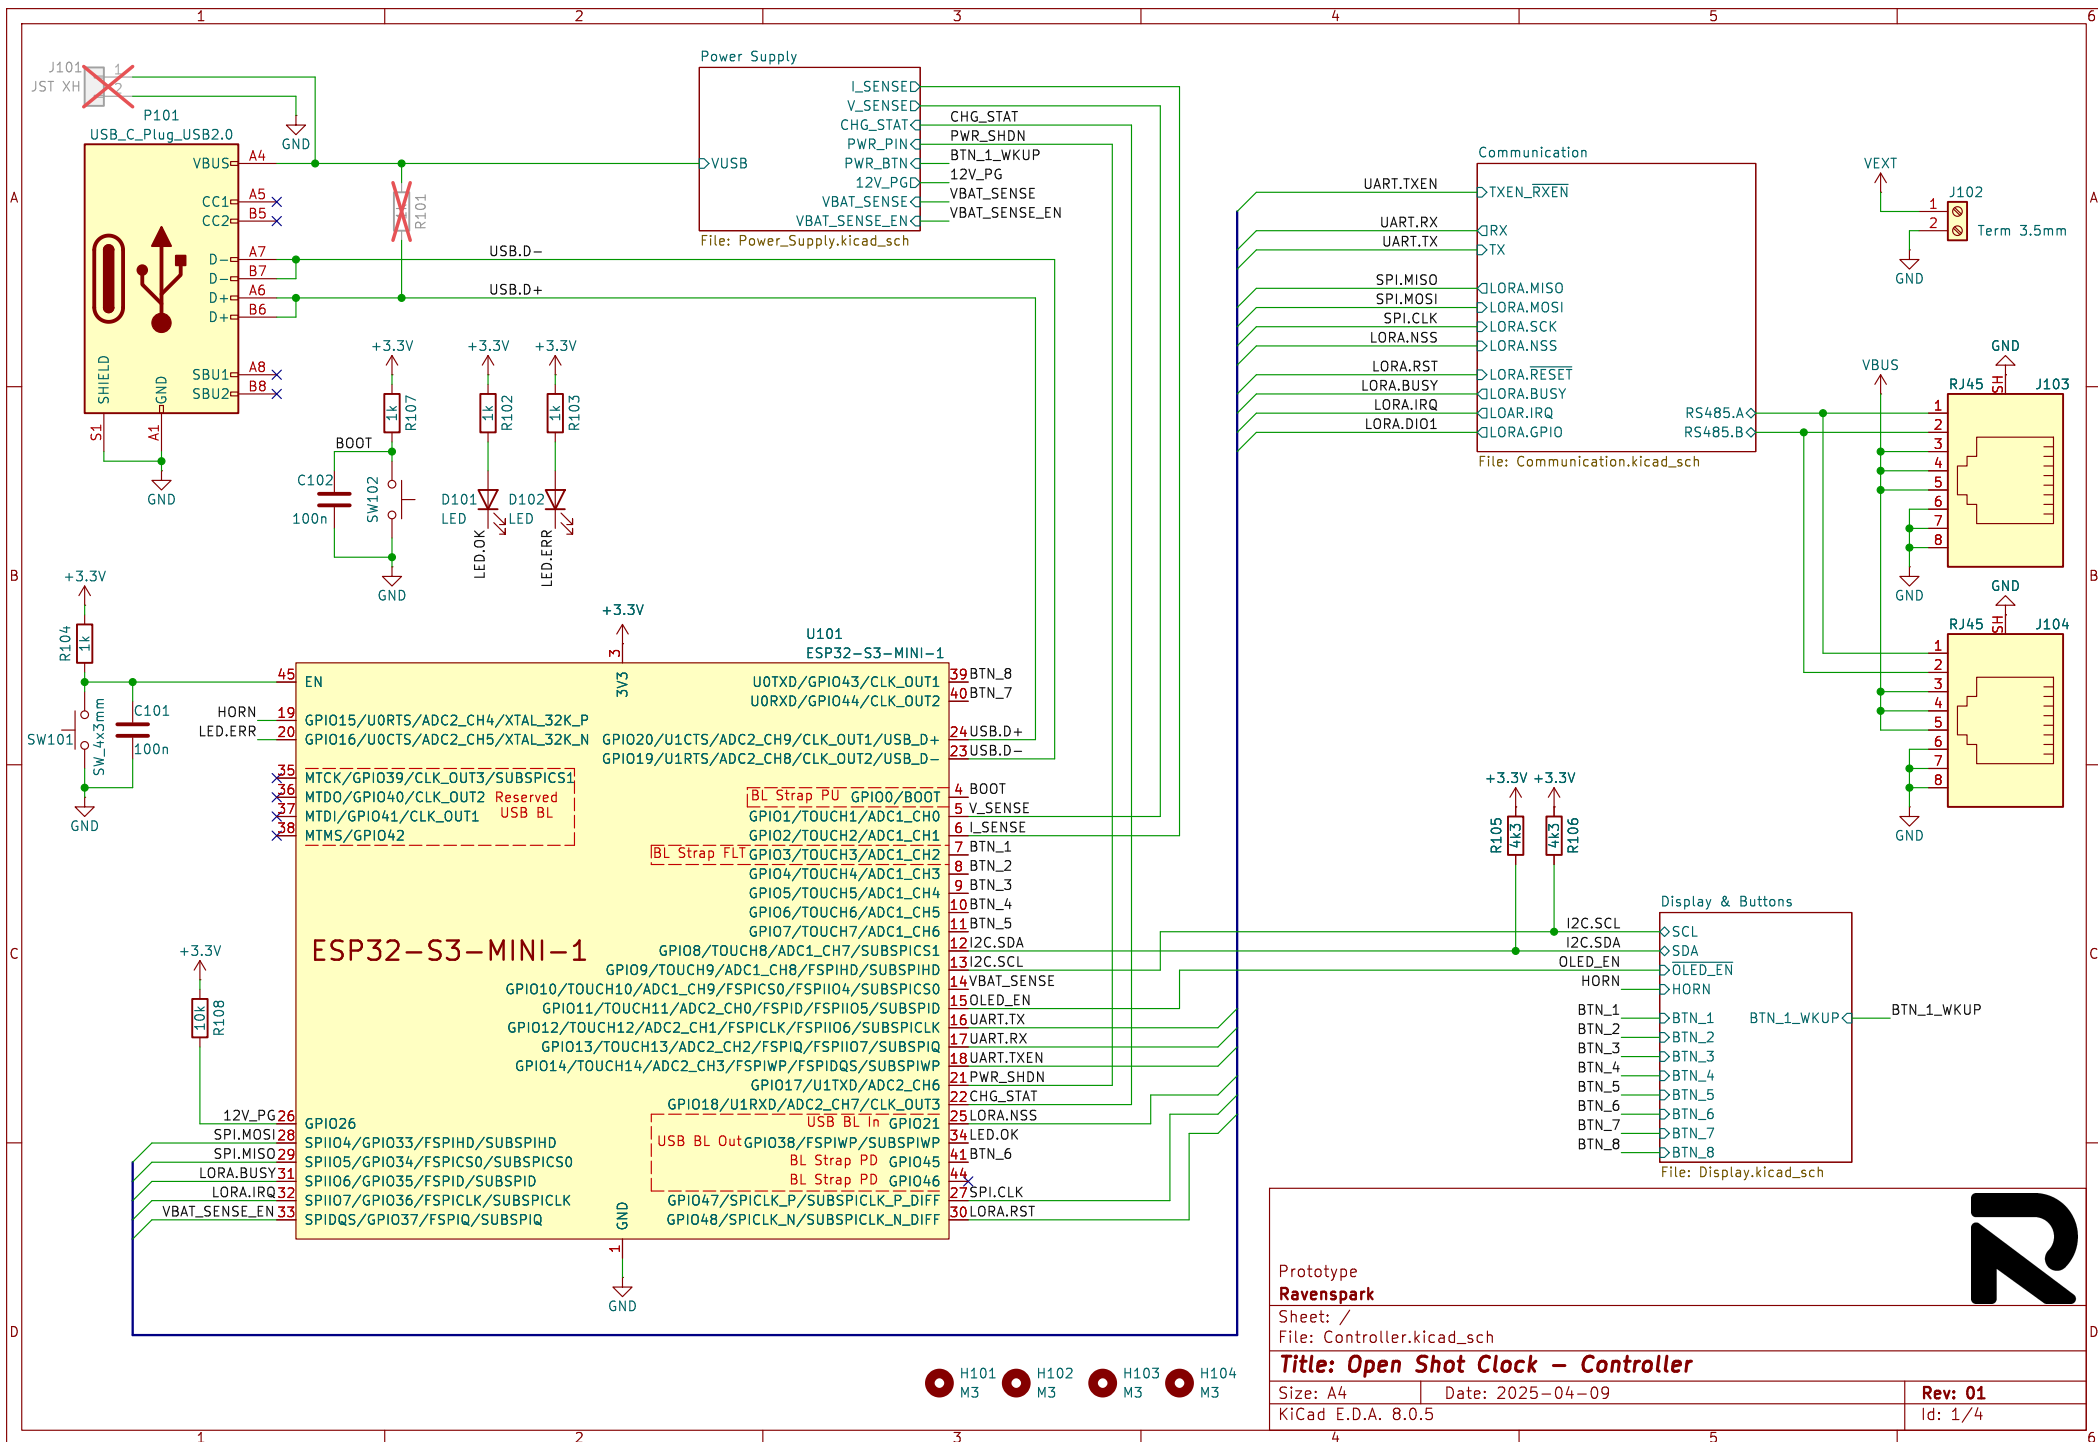 1 2 3 4 5 6
A
B
C
D
A
B
C
D
1 2 3 4 5 6
J101
JST XH
1
2
GND
P101
USB_C_Plug_USB2.0
VBUS A4
CC1 A5
CC2 B5
D- A7
D- B7
D+ A6
D+ B6
SBU1 A8
SBU2 B8
SHIELD
GND
S1
A1
GND
R101
USB.D-
USB.D+
Power Supply
I_SENSE
V_SENSE
CHG_STAT
PWR_PIN
PWR_BTN
12V_PG
VBAT_SENSE
VBAT_SENSE_EN
VUSB
File: Power_Supply.kicad_sch
CHG_STAT
PWR_SHDN
BTN_1_WKUP
12V_PG
VBAT_SENSE
VBAT_SENSE_EN
+3.3V
1k
R107
BOOT
C102
100n
SW102
GND
+3.3V
1k
R102
D101
LED
LED.OK
+3.3V
1k
R103
D102
LED
LED.ERR
+3.3V
R104
1k
SW101
SW_4x3mm
C101
100n
GND
HORN
LED.ERR
+3.3V
U101
ESP32-S3-MINI-1
3
3V3
45 EN
19 GPIO15/U0RTS/ADC2_CH4/XTAL_32K_P
20 GPIO16/U0CTS/ADC2_CH5/XTAL_32K_N
35 MTCK/GPIO39/CLK_OUT3/SUBSPICS1
36 MTDO/GPIO40/CLK_OUT2
37 MTDI/GPIO41/CLK_OUT1
38 MTMS/GPIO42
Reserved
USB BL
ESP32-S3-MINI-1
+3.3V
10k
R108
12V_PG 26 GPIO26
SPI.MOSI 28 SPIIO4/GPIO33/FSPIHD/SUBSPIHD
SPI.MISO 29 SPIIO5/GPIO34/FSPICS0/SUBSPICS0
LORA.BUSY 31 SPIIO6/GPIO35/FSPID/SUBSPID
LORA.IRQ 32 SPIIO7/GPIO36/FSPICLK/SUBSPICLK
VBAT_SENSE_EN 33 SPIDQS/GPIO37/FSPIQ/SUBSPIQ
U0TXD/GPIO43/CLK_OUT1 39 BTN_8
U0RXD/GPIO44/CLK_OUT2 40 BTN_7
GPIO20/U1CTS/ADC2_CH9/CLK_OUT1/USB_D+ 24 USB.D+
GPIO19/U1RTS/ADC2_CH8/CLK_OUT2/USB_D- 23 USB.D-
BL Strap PU GPIO0/BOOT 4 BOOT
GPIO1/TOUCH1/ADC1_CH0 5 V_SENSE
GPIO2/TOUCH2/ADC1_CH1 6 I_SENSE
BL Strap FLT GPIO3/TOUCH3/ADC1_CH2 7 BTN_1
GPIO4/TOUCH4/ADC1_CH3 8 BTN_2
GPIO5/TOUCH5/ADC1_CH4 9 BTN_3
GPIO6/TOUCH6/ADC1_CH5 10 BTN_4
GPIO7/TOUCH7/ADC1_CH6 11 BTN_5
GPIO8/TOUCH8/ADC1_CH7/SUBSPICS1 12 I2C.SDA
GPIO9/TOUCH9/ADC1_CH8/FSPIHD/SUBSPIHD 13 I2C.SCL
GPIO10/TOUCH10/ADC1_CH9/FSPICS0/FSPIIO4/SUBSPICS0 14 VBAT_SENSE
GPIO11/TOUCH11/ADC2_CH0/FSPID/FSPIIO5/SUBSPID 15 OLED_EN
GPIO12/TOUCH12/ADC2_CH1/FSPICLK/FSPIIO6/SUBSPICLK 16 UART.TX
GPIO13/TOUCH13/ADC2_CH2/FSPIQ/FSPIIO7/SUBSPIQ 17 UART.RX
GPIO14/TOUCH14/ADC2_CH3/FSPIWP/FSPIDQS/SUBSPIWP 18 UART.TXEN
GPIO17/U1TXD/ADC2_CH6 21 PWR_SHDN
GPIO18/U1RXD/ADC2_CH7/CLK_OUT3 22 CHG_STAT
USB BL In GPIO21 25 LORA.NSS
USB BL Out GPIO38/FSPIWP/SUBSPIWP 34 LED.OK
BL Strap PD GPIO45 41 BTN_6
BL Strap PD GPIO46 44
GPIO47/SPICLK_P/SUBSPICLK_P_DIFF 27 SPI.CLK
GPIO48/SPICLK_N/SUBSPICLK_N_DIFF 30 LORA.RST
GND
1
GND
Communication
UART.TXEN TXEN_RXEN
UART.RX RX
UART.TX TX
SPI.MISO LORA.MISO
SPI.MOSI LORA.MOSI
SPI.CLK LORA.SCK
LORA.NSS LORA.NSS
LORA.RST LORA.RESET
LORA.BUSY LORA.BUSY
LORA.IRQ LOAR.IRQ
LORA.DIO1 LORA.GPIO
RS485.A
RS485.B
File: Communication.kicad_sch
VEXT
J102
1
2
Term 3.5mm
GND
VBUS
GND
SH
RJ45 J103
1
2
3
4
5
6
7
8
GND
GND
SH
RJ45 J104
1
2
3
4
5
6
7
8
GND
+3.3V +3.3V
R105
4k3
4k3
R106
Display & Buttons
I2C.SCL SCL
I2C.SDA SDA
OLED_EN OLED_EN
HORN HORN
BTN_1 BTN_1
BTN_2 BTN_2
BTN_3 BTN_3
BTN_4 BTN_4
BTN_5 BTN_5
BTN_6 BTN_6
BTN_7 BTN_7
BTN_8 BTN_8
BTN_1_WKUP BTN_1_WKUP
File: Display.kicad_sch
H101
M3
H102
M3
H103
M3
H104
M3
Prototype
Ravenspark
Sheet: /
File: Controller.kicad_sch
Title: Open Shot Clock - Controller
Size: A4 Date: 2025-04-09 Rev: 01
KiCad E.D.A. 8.0.5 Id: 1/4